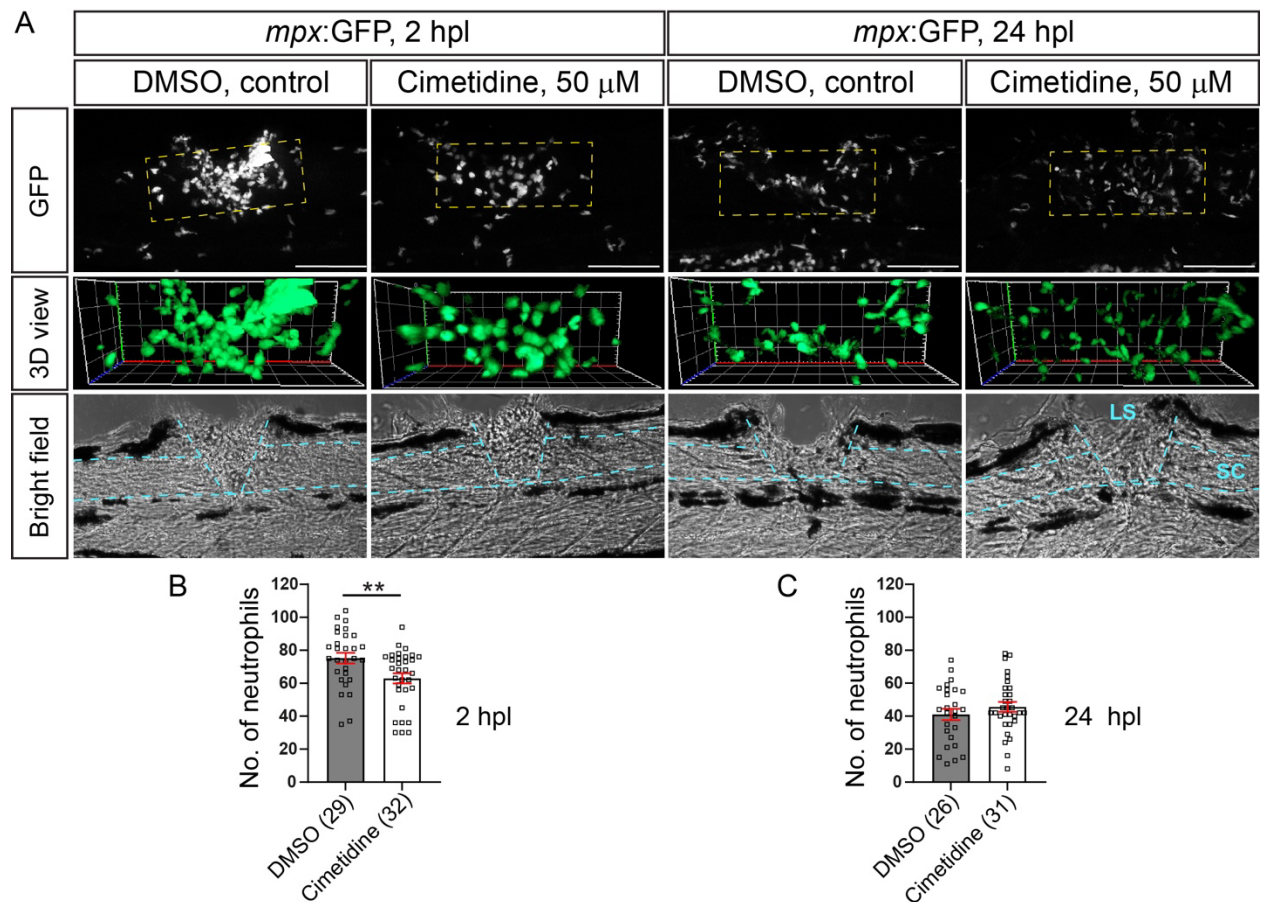 A
mpx:GFP, 2 hpl
mpx:GFP, 24 hpl
DMSO, control
Cimetidine, 50 μM
DMSO, control
Cimetidine, 50 μM
GFP
3D view
Bright field
LS
SC
B
No. of neutrophils
120
100
80
60
40
20
0
**
2 hpl
DMSO (29)
Cimetidine (32)
C
No. of neutrophils
120
100
80
60
40
20
0
24 hpl
DMSO (26)
Cimetidine (31)